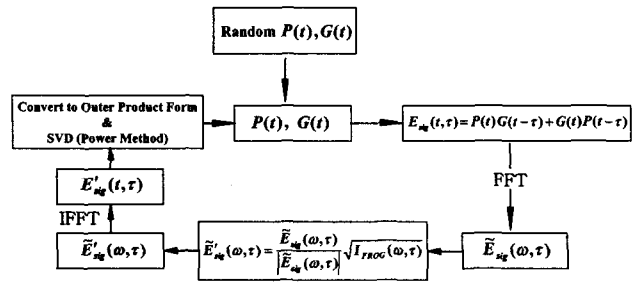 Random P(t), G(t)
Convert to Outer Product Form
&
SVD (Power Method)
P(t), G(t)
E_sig(t,τ) = P(t)G(t−τ) + G(t)P(t−τ)
FFT
E'_sig(t,τ)
IFFT
Ẽ'_sig(ω,τ)
Ẽ'_sig(ω,τ) = Ẽ_sig(ω,τ) / |Ẽ_sig(ω,τ)| √I_FROG(ω,τ)
Ẽ_sig(ω,τ)